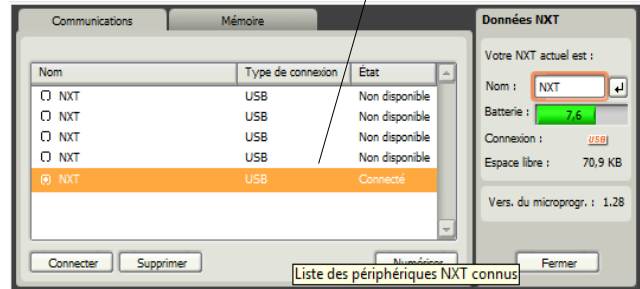 Communications
Mémoire
Nom Type de connexion État
NXT USB Non disponible
NXT USB Non disponible
NXT USB Non disponible
NXT USB Non disponible
NXT USB Connecté
Connecter Supprimer Numériser
Liste des périphériques NXT connus
Données NXT
Votre NXT actuel est :
Nom : NXT
Batterie : 7,6
Connexion : USB
Espace libre : 70,9 KB
Vers. du microprogr. : 1.28
Fermer